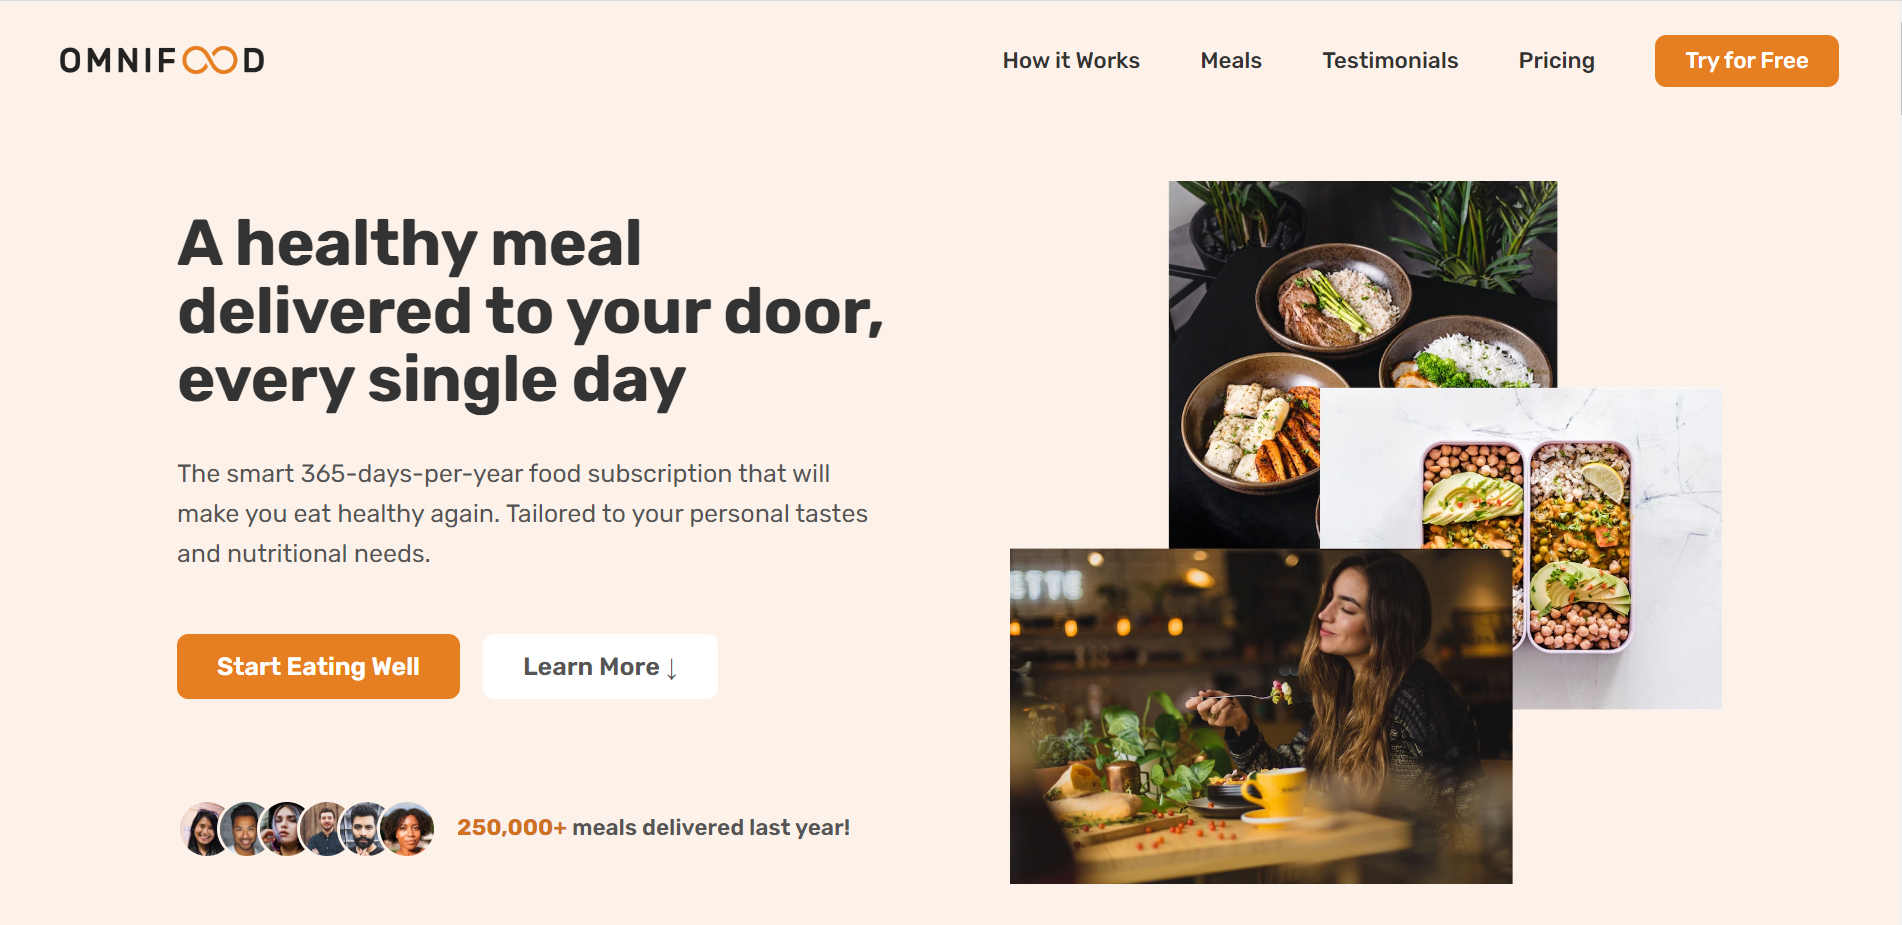 OMNIFOOD
How it Works
Meals
Testimonials
Pricing
Try for Free
A healthy meal
delivered to your door,
every single day
The smart 365-days-per-year food subscription that will
make you eat healthy again. Tailored to your personal tastes
and nutritional needs.
Start Eating Well
Learn More ↓
250,000+ meals delivered last year!
ETTE